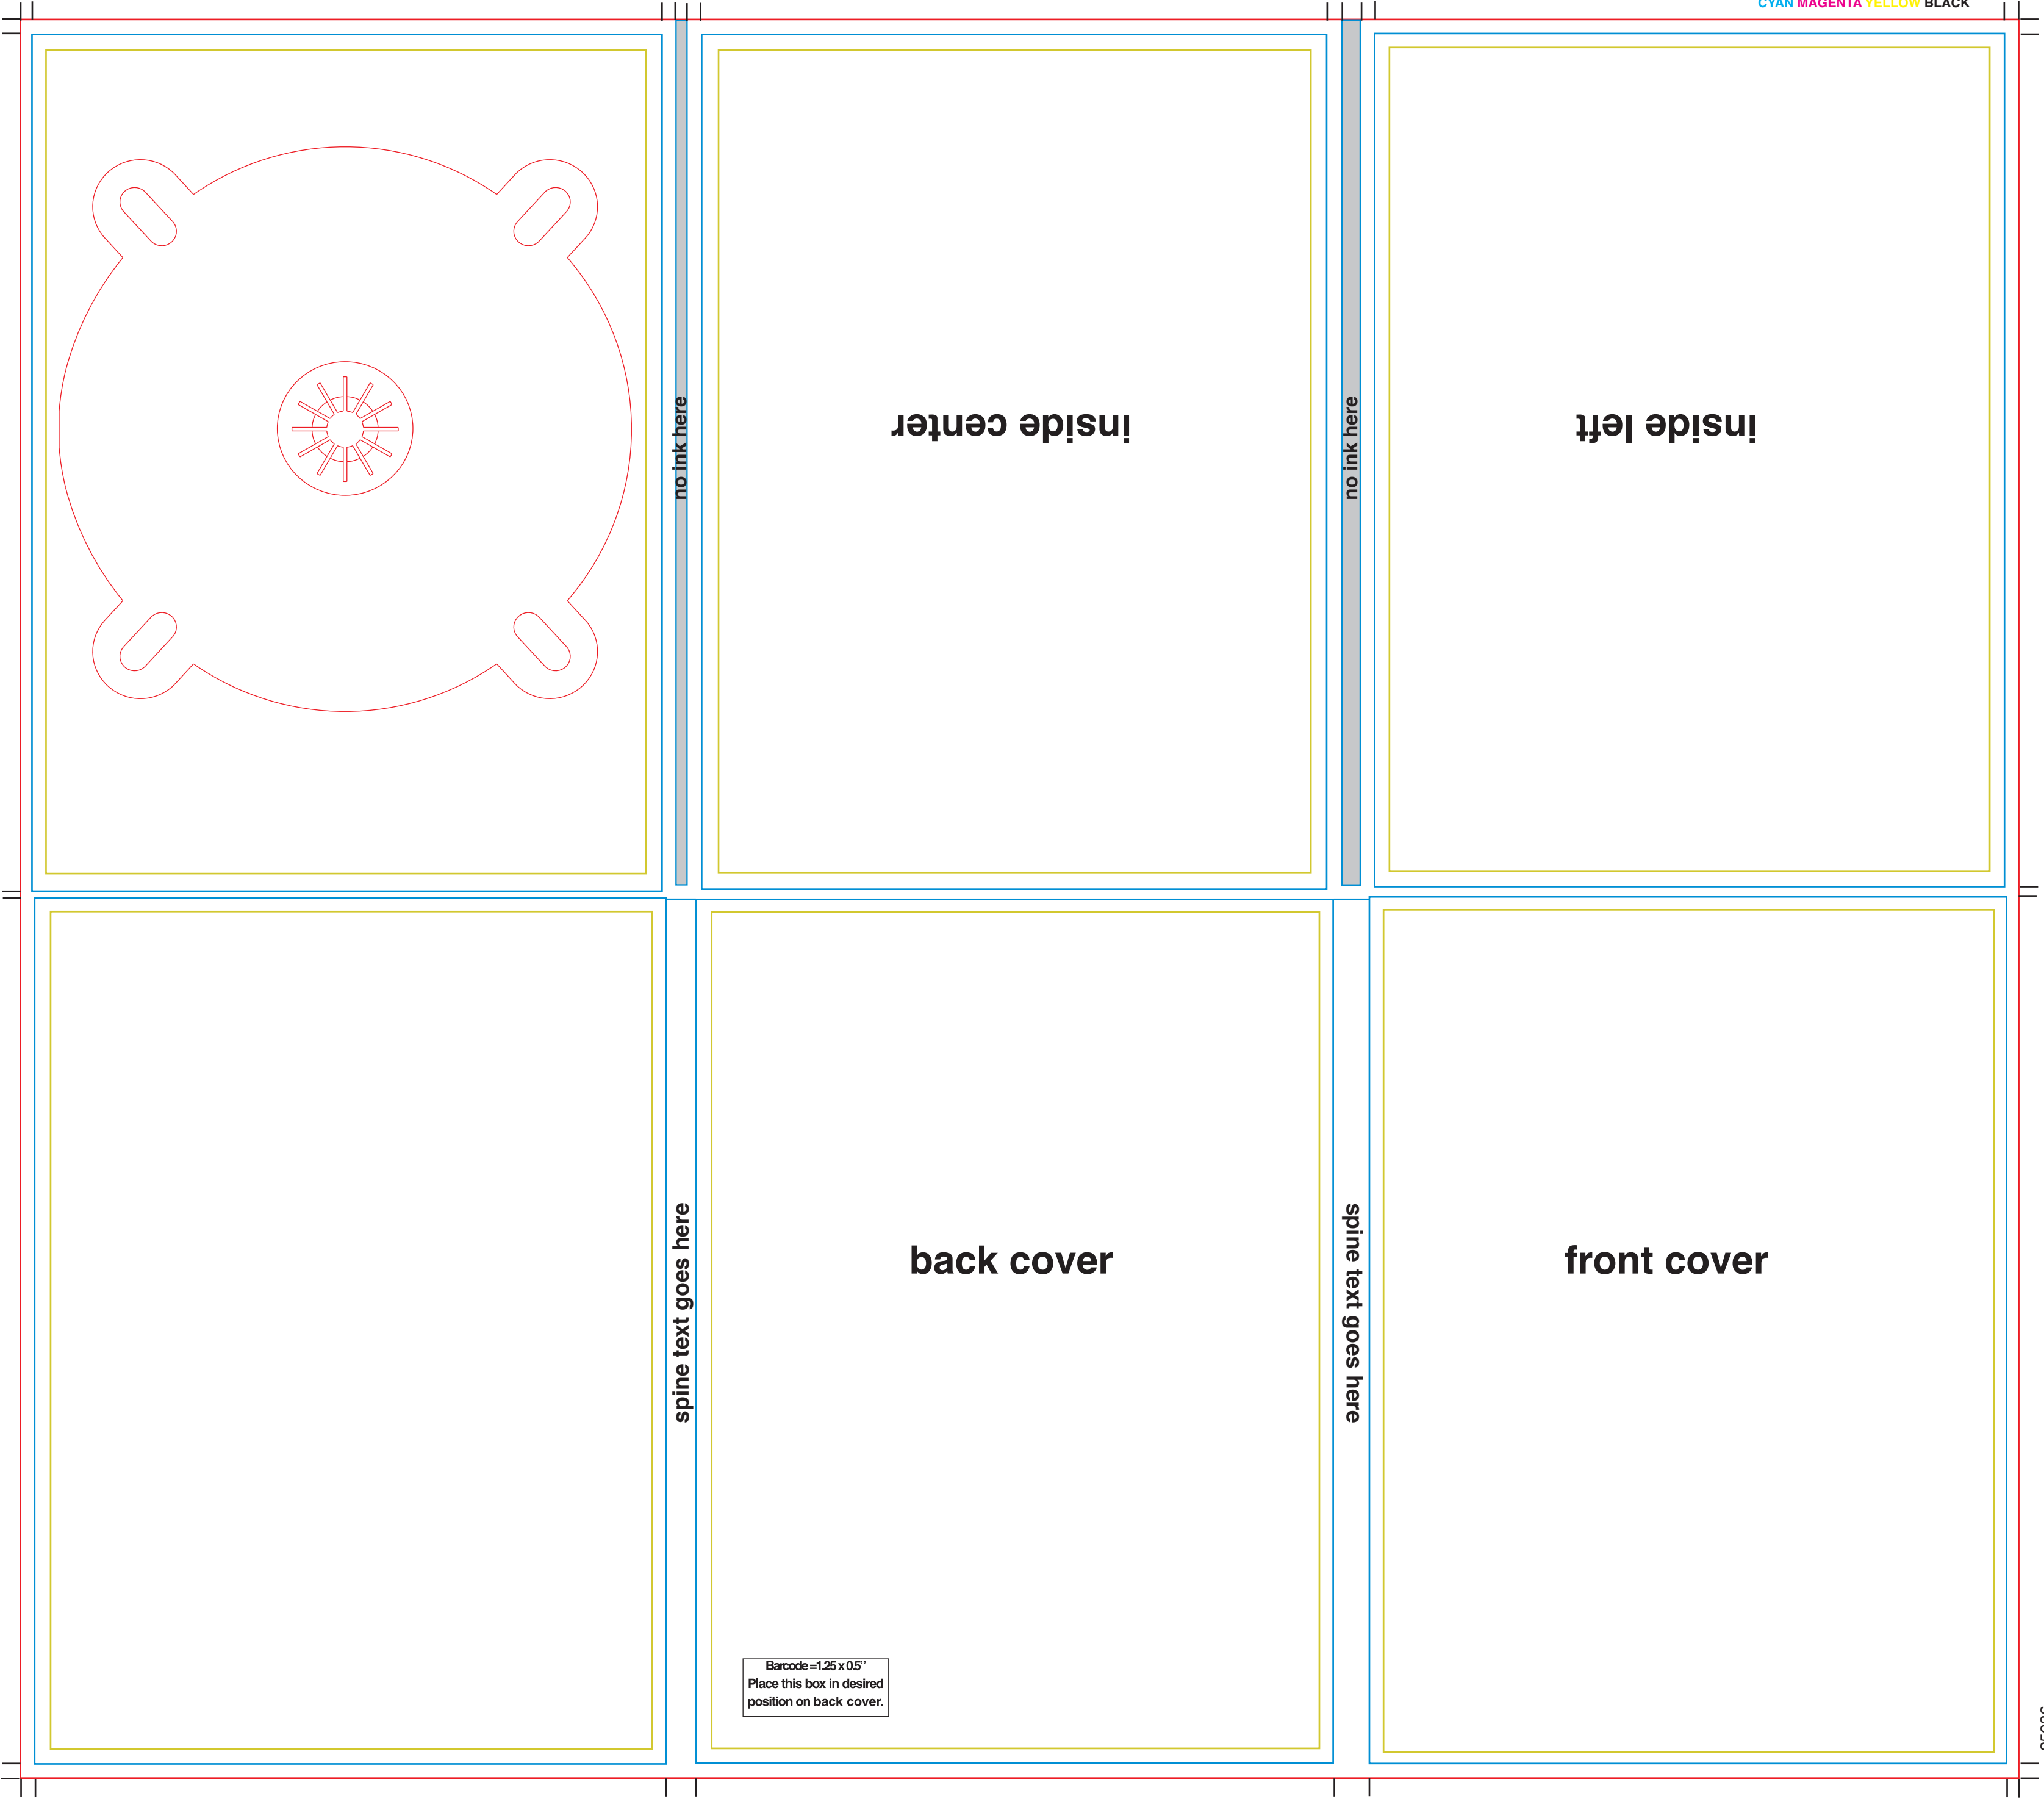 CYAN MAGENTA YELLOW BLACK
no ink here
inside center
no ink here
inside left
spine text goes here
back cover
spine text goes here
front cover
Barcode =1.25 x 0.5"
Place this box in desired
position on back cover.